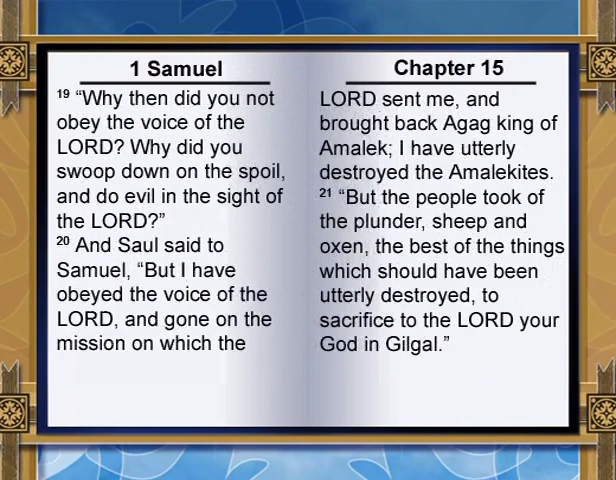 1 Samuel
19 “Why then did you not
obey the voice of the
LORD? Why did you
swoop down on the spoil,
and do evil in the sight of
the LORD?”
20 And Saul said to
Samuel, “But I have
obeyed the voice of the
LORD, and gone on the
mission on which the
Chapter 15
LORD sent me, and
brought back Agag king of
Amalek; I have utterly
destroyed the Amalekites.
21 “But the people took of
the plunder, sheep and
oxen, the best of the things
which should have been
utterly destroyed, to
sacrifice to the LORD your
God in Gilgal.”